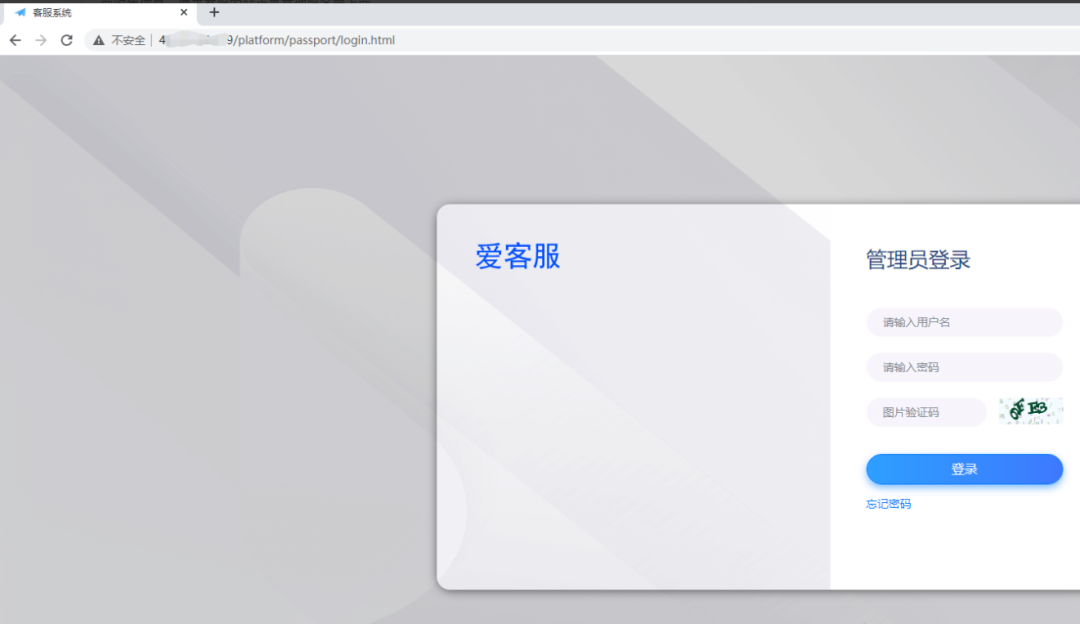 客服系统
不安全 | 4 9/platform/passport/login.html
爱客服
管理员登录
请输入用户名
请输入密码
图片验证码
登录
忘记密码